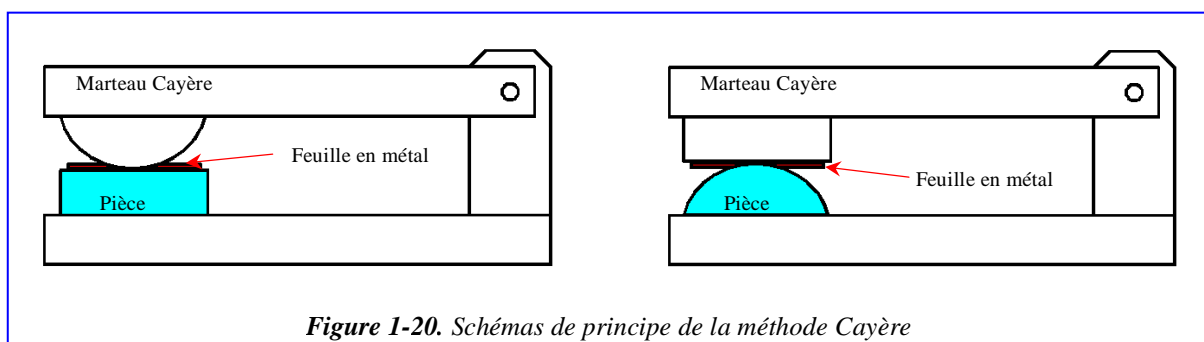 Marteau Cayère
Feuille en métal
Pièce
Marteau Cayère
Feuille en métal
Pièce
Figure 1-20. Schémas de principe de la méthode Cayère